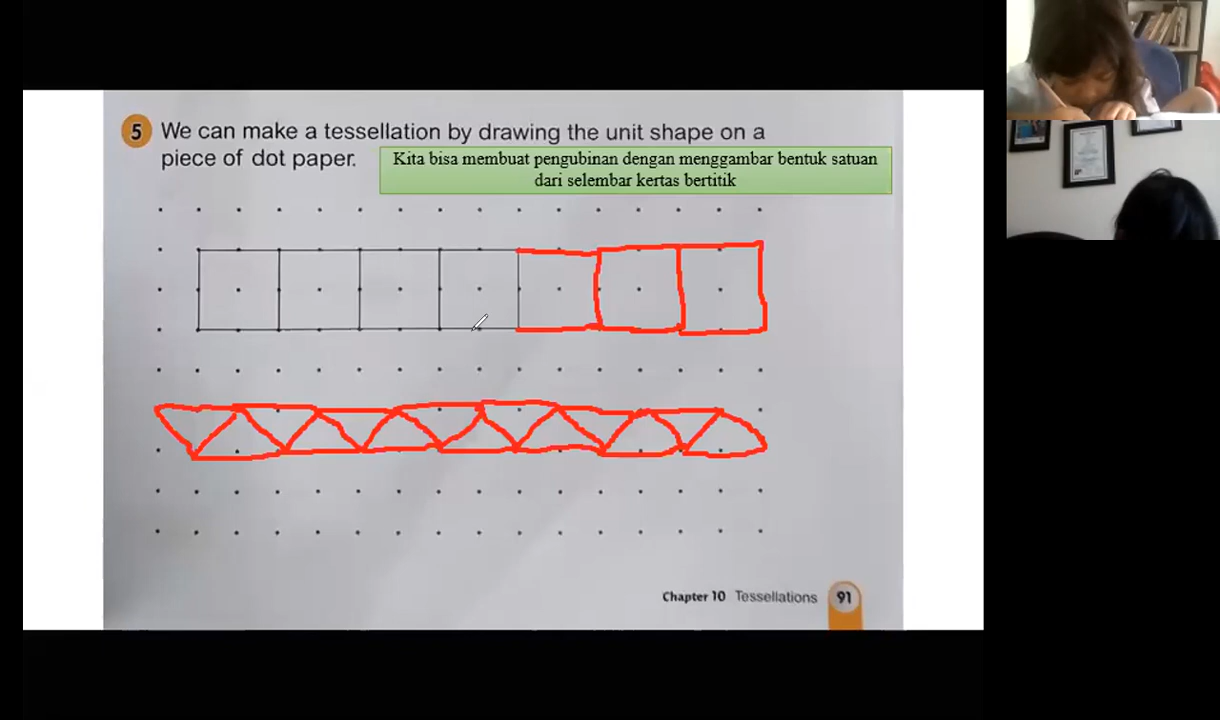 5 We can make a tessellation by drawing the unit shape on a
piece of dot paper.
Kita bisa membuat pengubinan dengan menggambar bentuk satuan
dari selembar kertas bertitik
Chapter 10 Tessellations 91